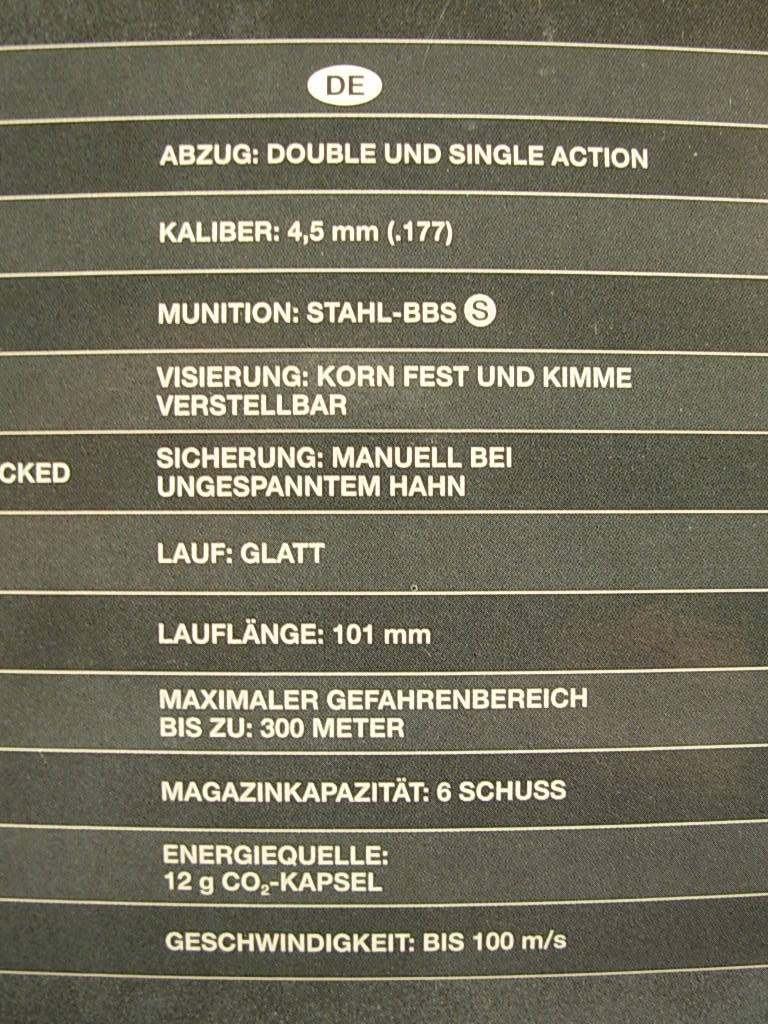 DE
ABZUG: DOUBLE UND SINGLE ACTION
KALIBER: 4,5 mm (.177)
MUNITION: STAHL-BBS Ⓢ
VISIERUNG: KORN FEST UND KIMME
VERSTELLBAR
CKED
SICHERUNG: MANUELL BEI
UNGESPANNTEM HAHN
LAUF: GLATT
LAUFLÄNGE: 101 mm
MAXIMALER GEFAHRENBEREICH
BIS ZU: 300 METER
MAGAZINKAPAZITÄT: 6 SCHUSS
ENERGIEQUELLE:
12 g CO₂-KAPSEL
GESCHWINDIGKEIT: BIS 100 m/s